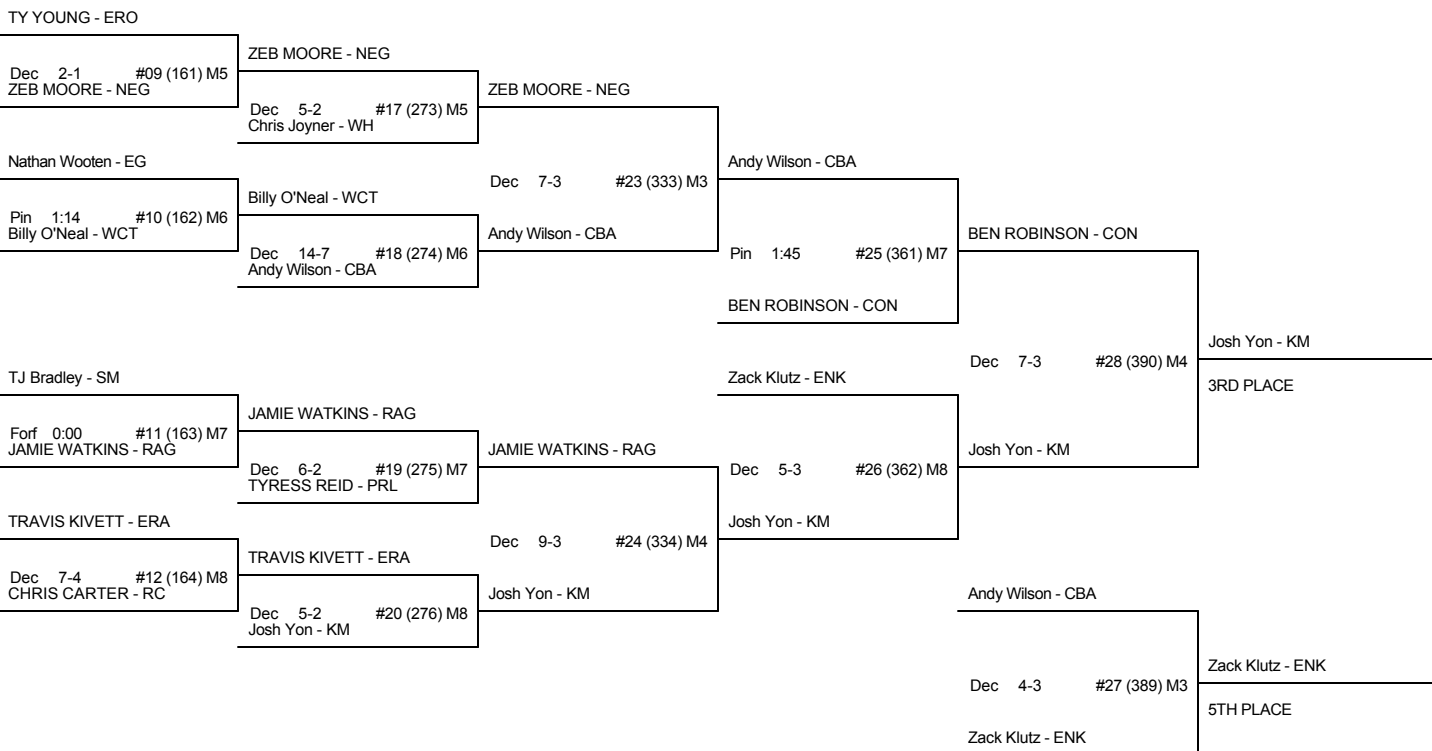 TY YOUNG - ERO
Dec 2-1 #09 (161) M5
ZEB MOORE - NEG
ZEB MOORE - NEG
Dec 5-2 #17 (273) M5
Chris Joyner - WH
ZEB MOORE - NEG
Nathan Wooten - EG
Pin 1:14 #10 (162) M6
Billy O'Neal - WCT
Billy O'Neal - WCT
Dec 14-7 #18 (274) M6
Andy Wilson - CBA
Dec 7-3 #23 (333) M3
Andy Wilson - CBA
Andy Wilson - CBA
Pin 1:45 #25 (361) M7
BEN ROBINSON - CON
BEN ROBINSON - CON
TJ Bradley - SM
Forf 0:00 #11 (163) M7
JAMIE WATKINS - RAG
JAMIE WATKINS - RAG
Dec 6-2 #19 (275) M7
TYRESS REID - PRL
JAMIE WATKINS - RAG
TRAVIS KIVETT - ERA
Dec 7-4 #12 (164) M8
CHRIS CARTER - RC
TRAVIS KIVETT - ERA
Dec 5-2 #20 (276) M8
Josh Yon - KM
Dec 9-3 #24 (334) M4
Josh Yon - KM
Zack Klutz - ENK
Dec 5-3 #26 (362) M8
Josh Yon - KM
Josh Yon - KM
Dec 7-3 #28 (390) M4
Josh Yon - KM
3RD PLACE
Andy Wilson - CBA
Dec 4-3 #27 (389) M3
Zack Klutz - ENK
Zack Klutz - ENK
5TH PLACE